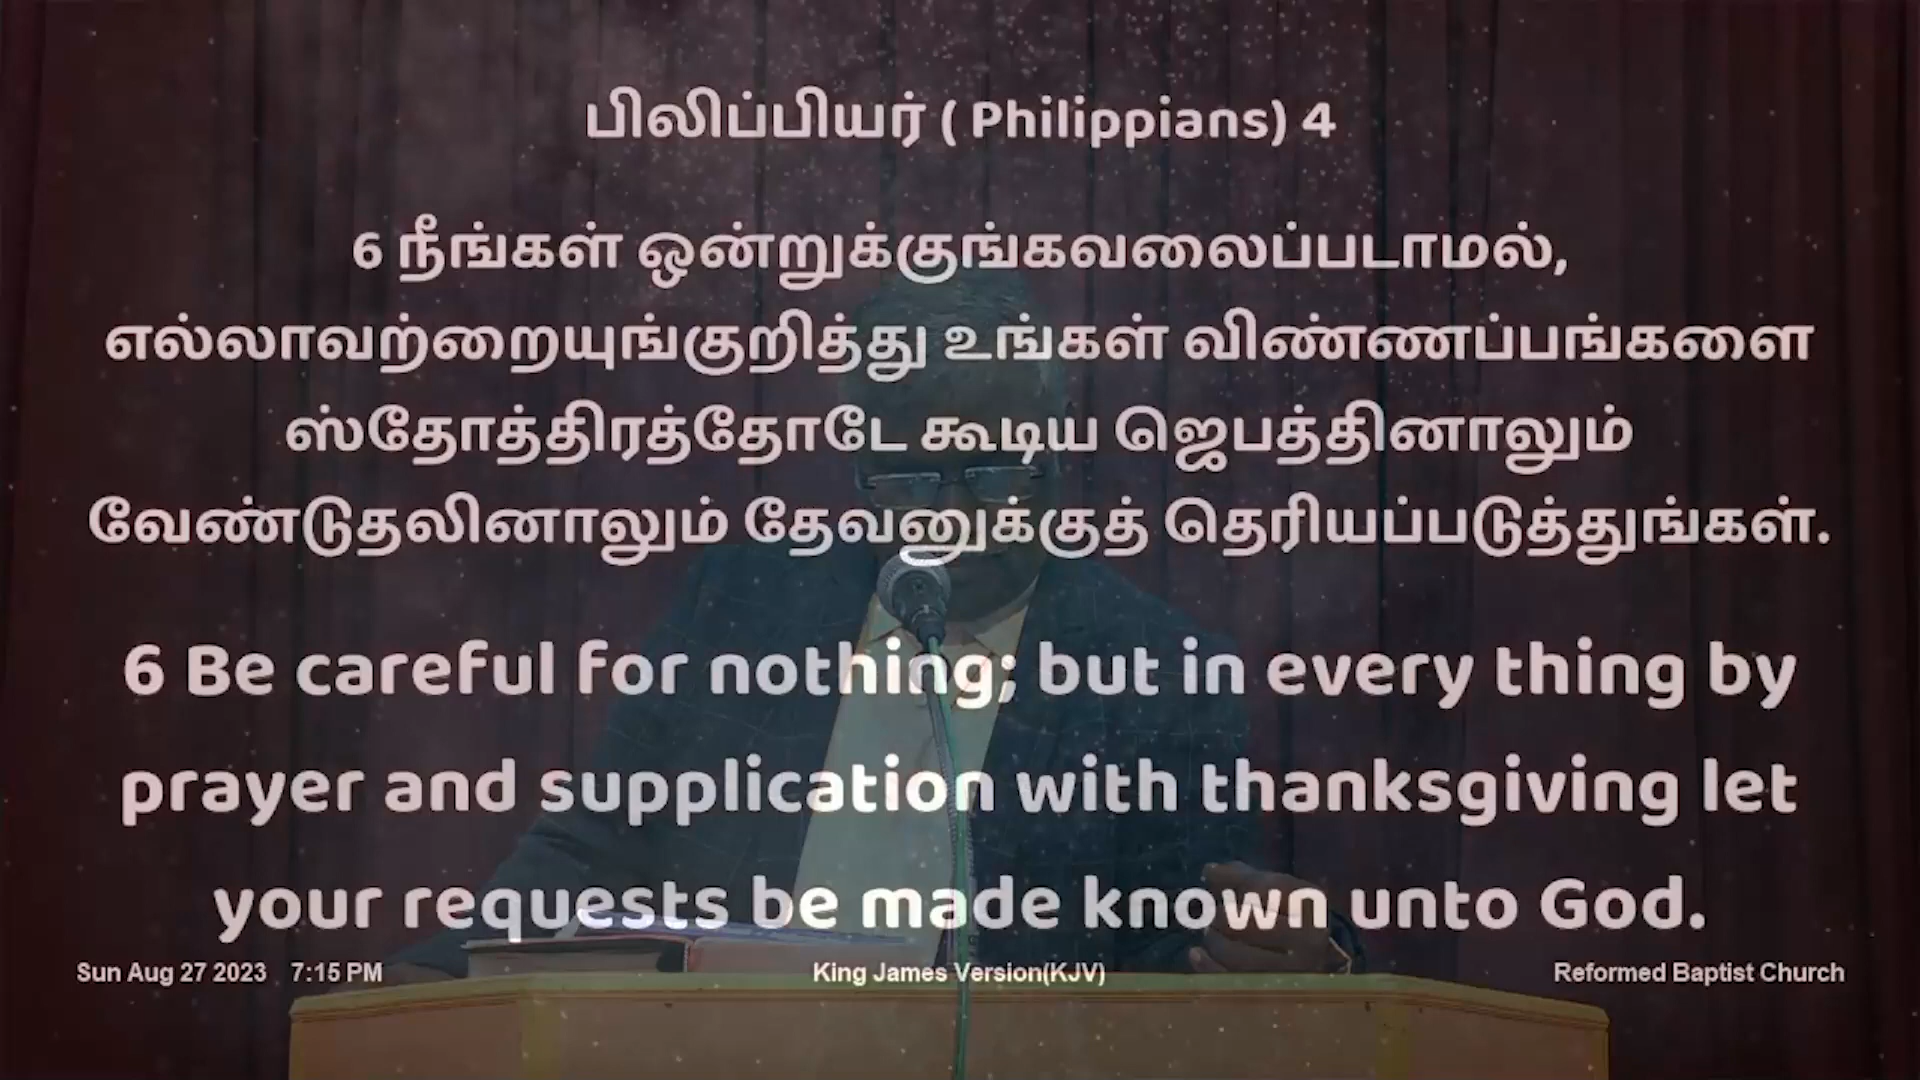 பிலிப்பியர் ( Philippians) 4
6 நீங்கள் ஒன்றுக்குங்கவலைப்படாமல்,
எல்லாவற்றையுங்குறித்து உங்கள் விண்ணப்பங்களை
ஸ்தோத்திரத்தோடே கூடிய ஜெபத்தினாலும்
வேண்டுதலினாலும் தேவனுக்குத் தெரியப்படுத்துங்கள்.
6 Be careful for nothing; but in every thing by
prayer and supplication with thanksgiving let
your requests be made known unto God.
Sun Aug 27 2023 7:15 PM King James Version(KJV) Reformed Baptist Church